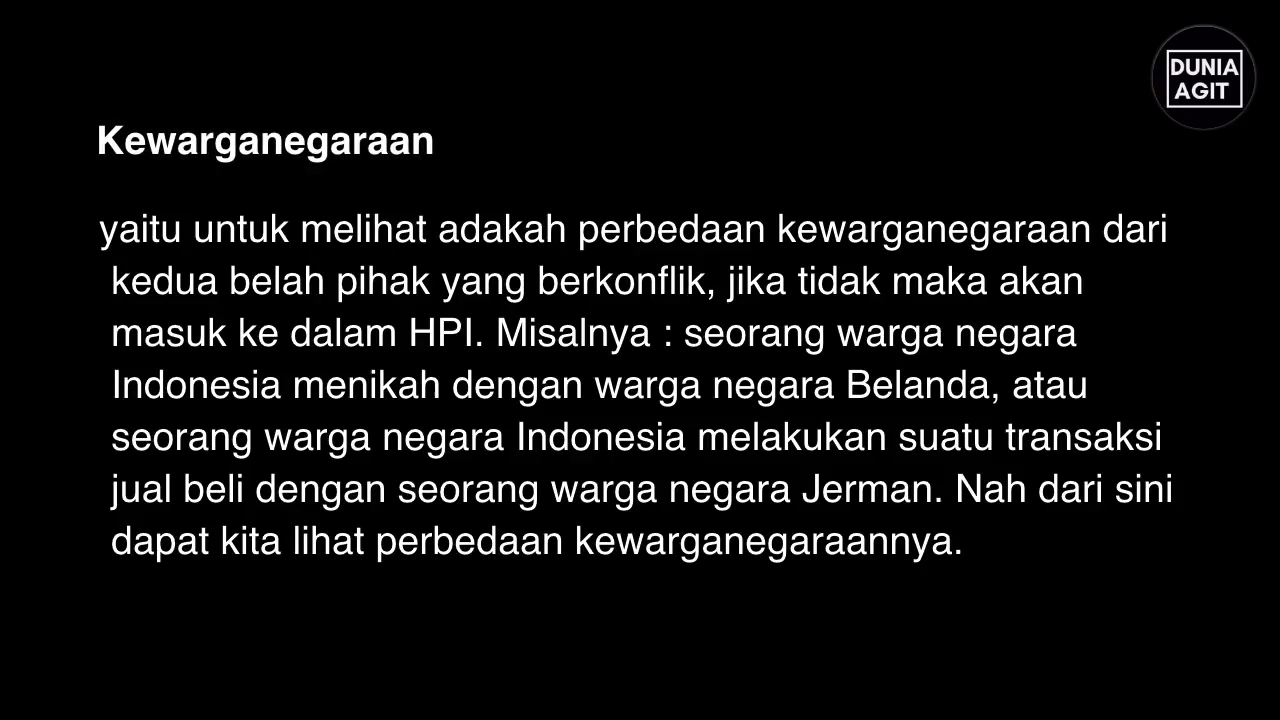 DUNIA
AGIT
Kewarganegaraan
yaitu untuk melihat adakah perbedaan kewarganegaraan dari
kedua belah pihak yang berkonflik, jika tidak maka akan
masuk ke dalam HPI. Misalnya : seorang warga negara
Indonesia menikah dengan warga negara Belanda, atau
seorang warga negara Indonesia melakukan suatu transaksi
jual beli dengan seorang warga negara Jerman. Nah dari sini
dapat kita lihat perbedaan kewarganegaraannya.